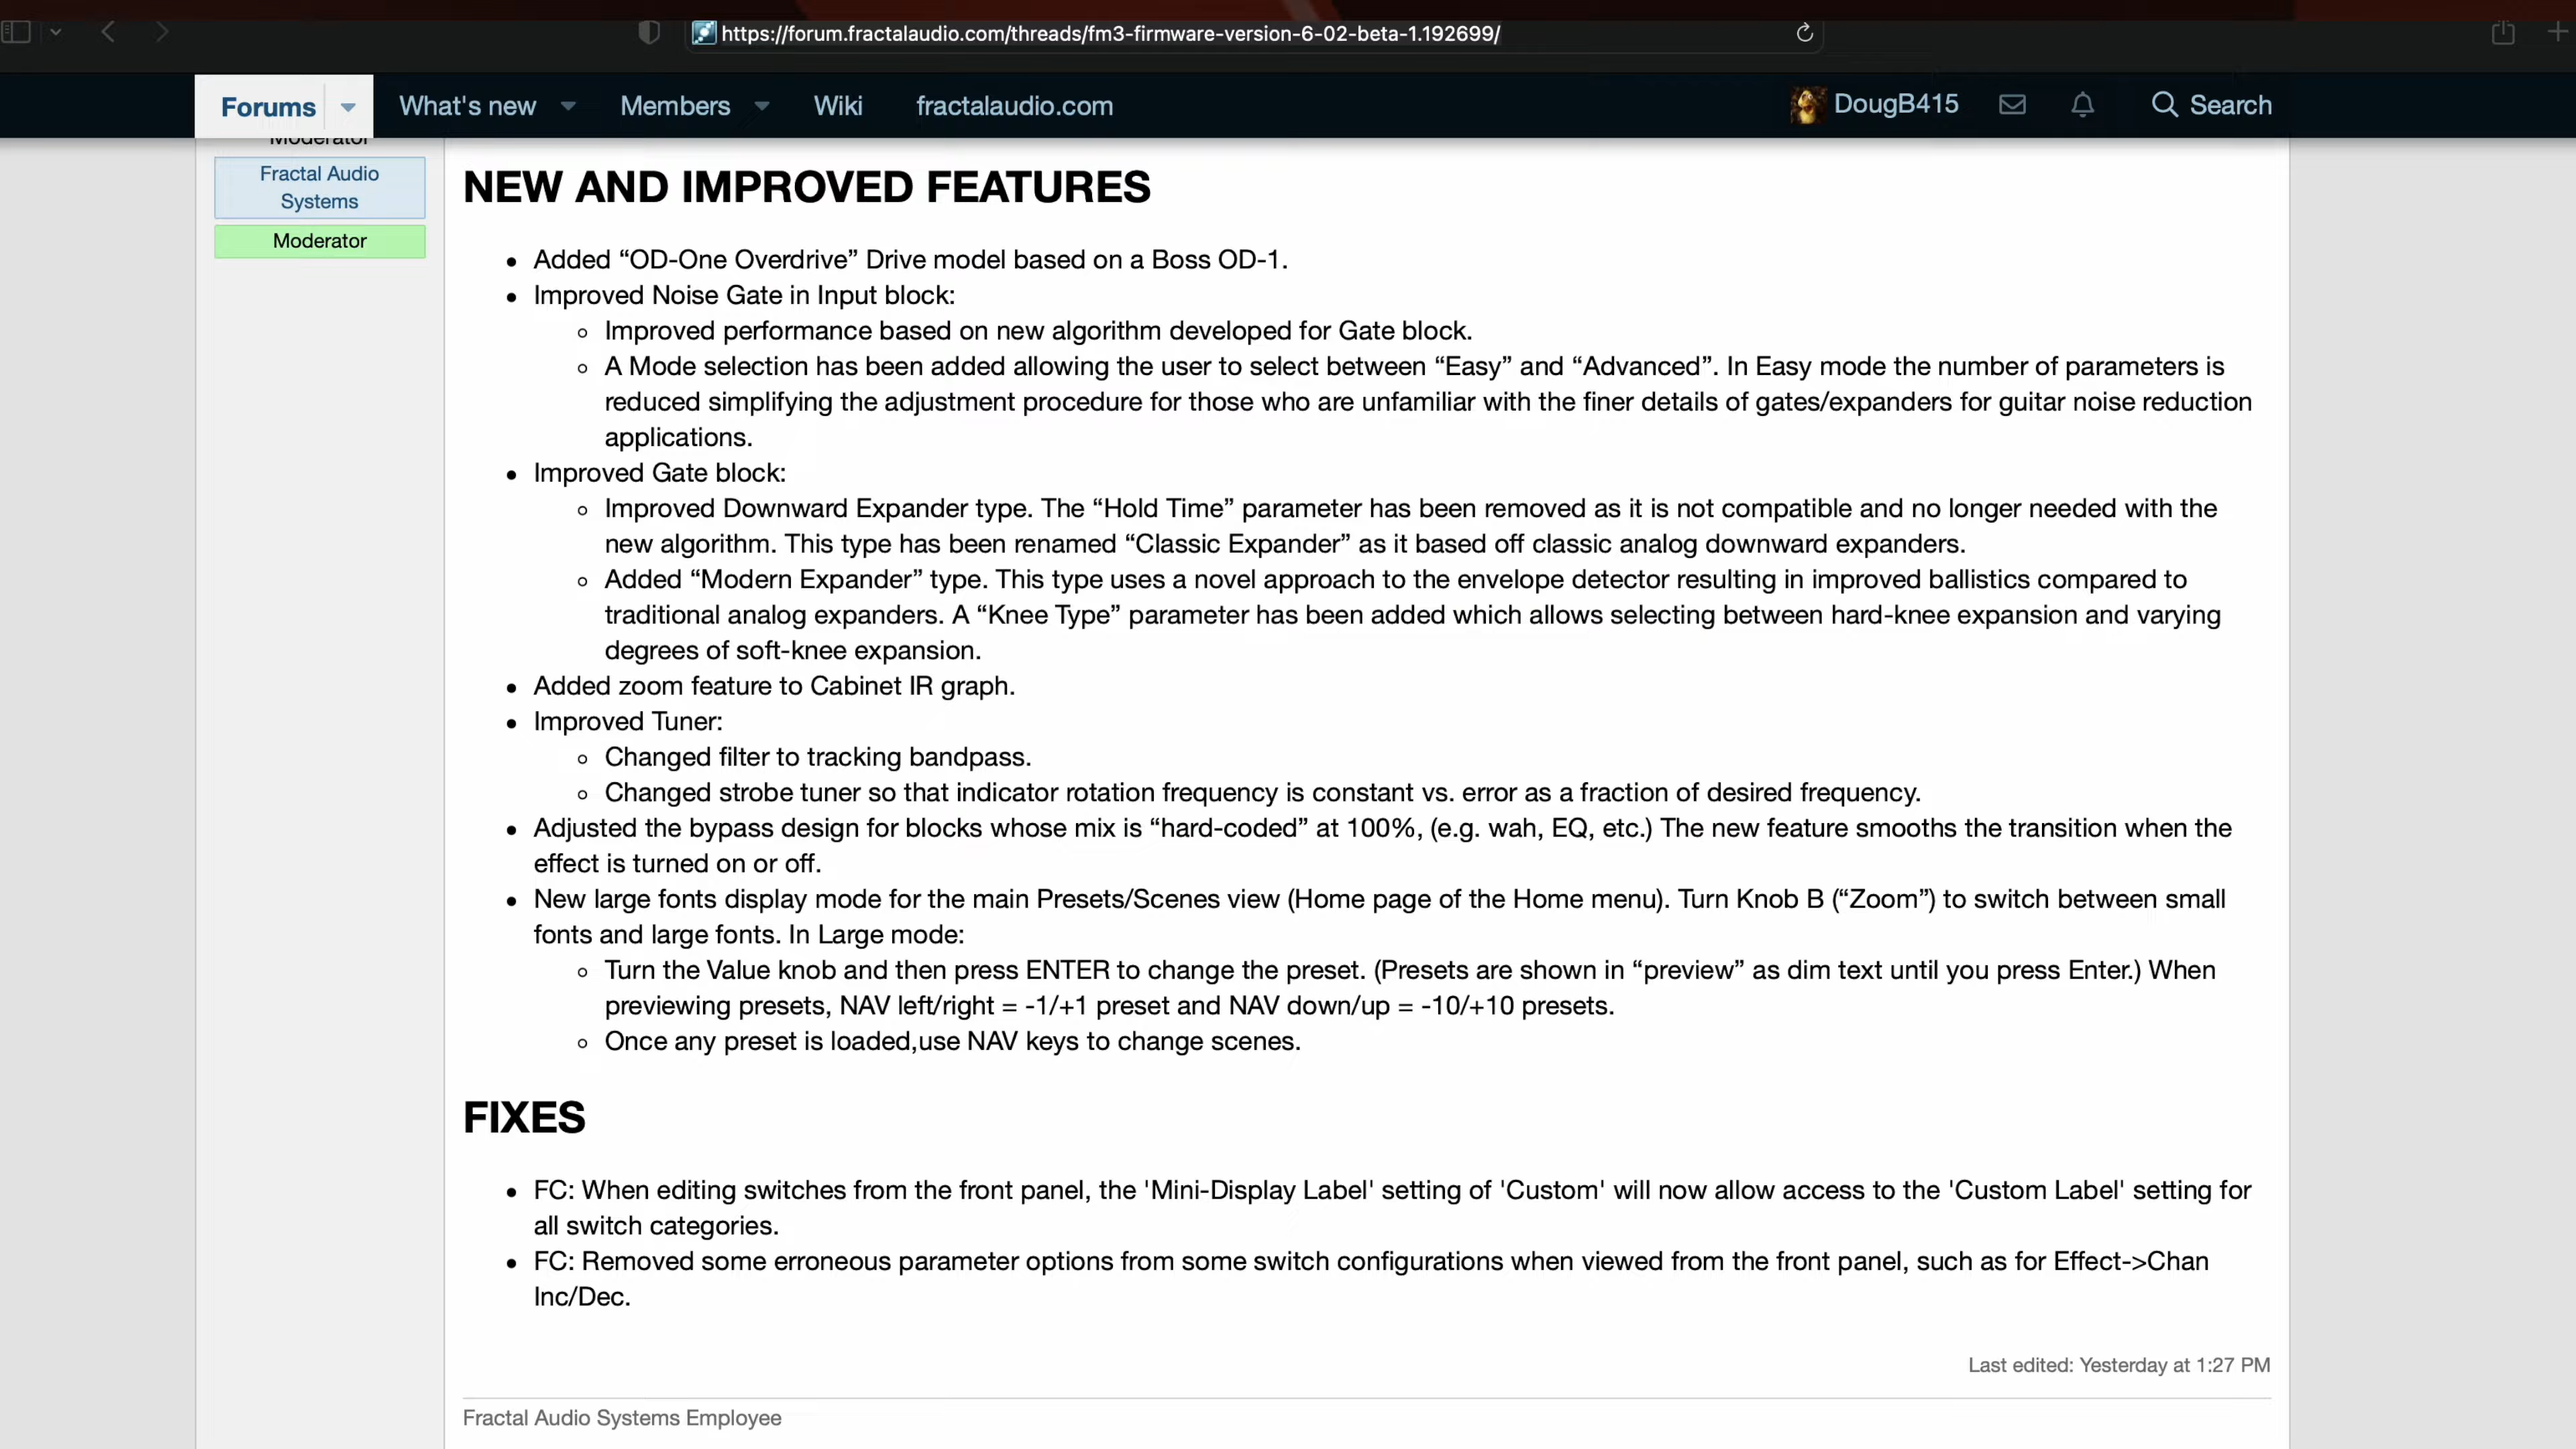 https://forum.fractalaudio.com/threads/fm3-firmware-version-6-02-beta-1.192699/
Forums What's new Members Wiki fractalaudio.com DougB415 Search
Moderator
Fractal Audio
Systems
Moderator
NEW AND IMPROVED FEATURES
• Added “OD-One Overdrive” Drive model based on a Boss OD-1.
• Improved Noise Gate in Input block:
◦ Improved performance based on new algorithm developed for Gate block.
◦ A Mode selection has been added allowing the user to select between “Easy” and “Advanced”. In Easy mode the number of parameters is
reduced simplifying the adjustment procedure for those who are unfamiliar with the finer details of gates/expanders for guitar noise reduction
applications.
• Improved Gate block:
◦ Improved Downward Expander type. The “Hold Time” parameter has been removed as it is not compatible and no longer needed with the
new algorithm. This type has been renamed “Classic Expander” as it based off classic analog downward expanders.
◦ Added “Modern Expander” type. This type uses a novel approach to the envelope detector resulting in improved ballistics compared to
traditional analog expanders. A “Knee Type” parameter has been added which allows selecting between hard-knee expansion and varying
degrees of soft-knee expansion.
• Added zoom feature to Cabinet IR graph.
• Improved Tuner:
◦ Changed filter to tracking bandpass.
◦ Changed strobe tuner so that indicator rotation frequency is constant vs. error as a fraction of desired frequency.
• Adjusted the bypass design for blocks whose mix is “hard-coded” at 100%, (e.g. wah, EQ, etc.) The new feature smooths the transition when the
effect is turned on or off.
• New large fonts display mode for the main Presets/Scenes view (Home page of the Home menu). Turn Knob B (“Zoom”) to switch between small
fonts and large fonts. In Large mode:
◦ Turn the Value knob and then press ENTER to change the preset. (Presets are shown in “preview” as dim text until you press Enter.) When
previewing presets, NAV left/right = -1/+1 preset and NAV down/up = -10/+10 presets.
◦ Once any preset is loaded,use NAV keys to change scenes.
FIXES
• FC: When editing switches from the front panel, the 'Mini-Display Label' setting of 'Custom' will now allow access to the 'Custom Label' setting for
all switch categories.
• FC: Removed some erroneous parameter options from some switch configurations when viewed from the front panel, such as for Effect->Chan
Inc/Dec.
Last edited: Yesterday at 1:27 PM
Fractal Audio Systems Employee